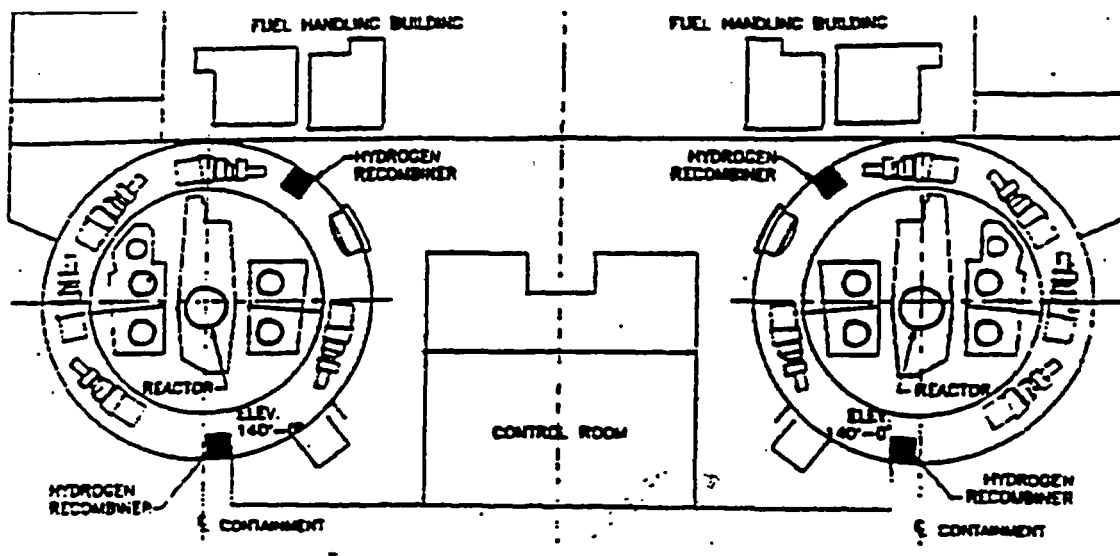 FUEL HANDLING BUILDING
FUEL HANDLING BUILDING
HYDROGEN
RECOMBINER
HYDROGEN
RECOMBINER
REACTOR
REACTOR
ELEV.
140'-0"
ELEV.
140'-0"
CONTROL ROOM
HYDROGEN
RECOMBINER
HYDROGEN
RECOMBINER
℄ CONTAINMENT
℄ CONTAINMENT